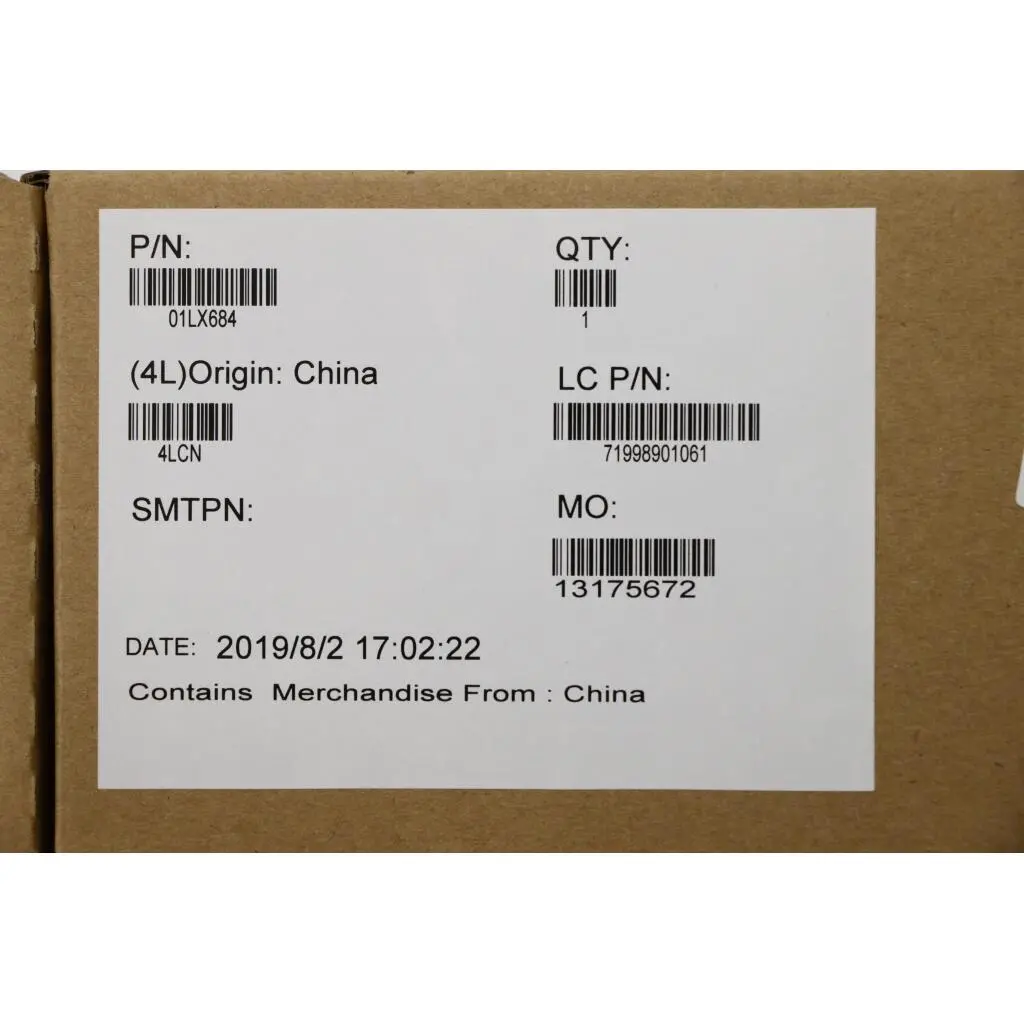 P/N:
QTY:
01LX684
1
(4L)Origin: China
LC P/N:
4LCN
71998901061
SMTPN:
MO:
13175672
DATE: 2019/8/2 17:02:22
Contains Merchandise From : China